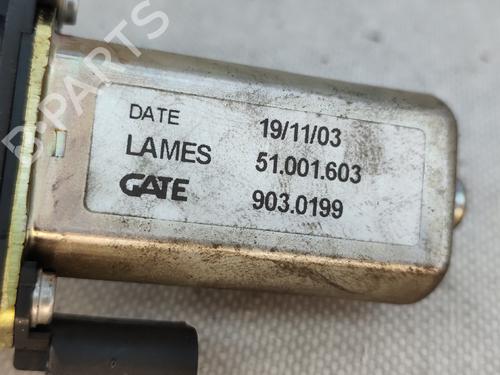 B-PARTS
DATE 19/11/03
LAMES 51.001.603
GATE 903.0199